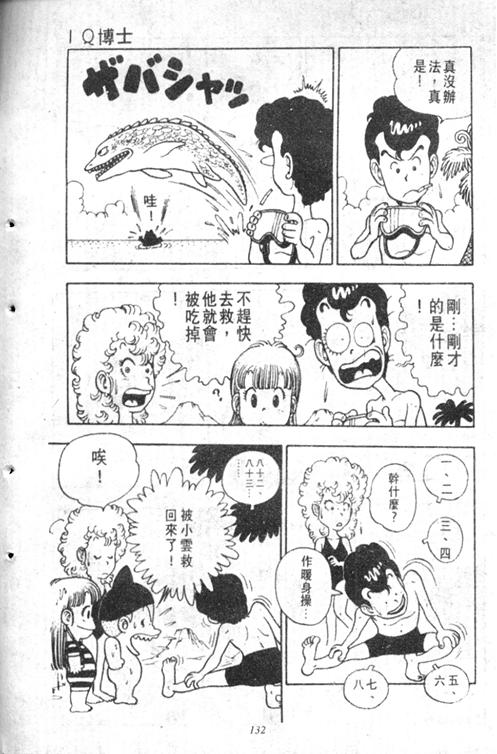 IQ博士
真沒辦
法，真
是！
ザバシャッ
哇！
剛…剛才
的是什麼
！
不趕快
去救，
他就會
被吃掉
！
一、二
三、四
幹什麼？
作暖身操…
五、
六
七、
八
八十二、
八十三…
被小雲救
回來了！
唉！
132